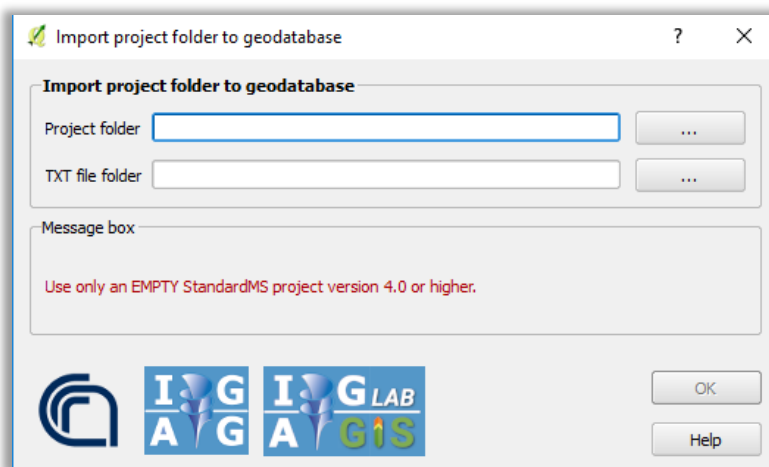 Import project folder to geodatabase
?
X
Import project folder to geodatabase
Project folder
...
TXT file folder
...
Message box
Use only an EMPTY StandardMS project version 4.0 or higher.
I G
A G
I G LAB
A GIS
OK
Help